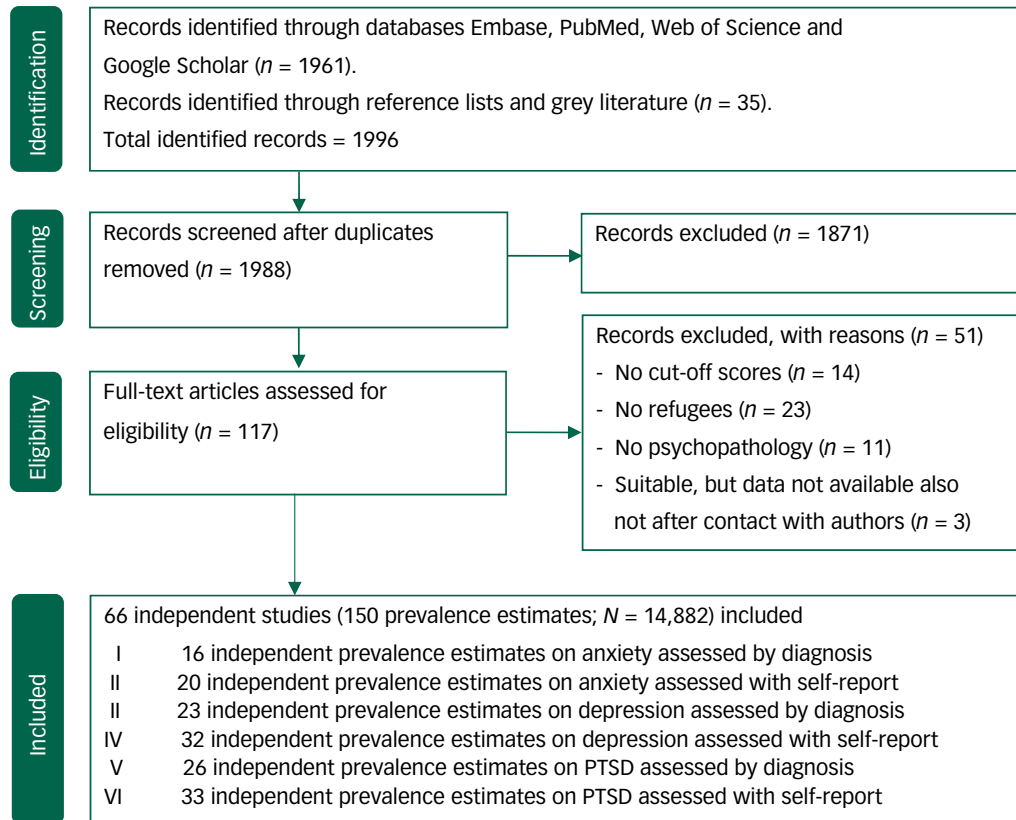 Identification
Records identified through databases Embase, PubMed, Web of Science and
Google Scholar (n = 1961).
Records identified through reference lists and grey literature (n = 35).
Total identified records = 1996
Screening
Records screened after duplicates
removed (n = 1988)
Records excluded (n = 1871)
Eligibility
Full-text articles assessed for
eligibility (n = 117)
Records excluded, with reasons (n = 51)
- No cut-off scores (n = 14)
- No refugees (n = 23)
- No psychopathology (n = 11)
- Suitable, but data not available also
not after contact with authors (n = 3)
Included
66 independent studies (150 prevalence estimates; N = 14,882) included
I 16 independent prevalence estimates on anxiety assessed by diagnosis
II 20 independent prevalence estimates on anxiety assessed with self-report
II 23 independent prevalence estimates on depression assessed by diagnosis
IV 32 independent prevalence estimates on depression assessed with self-report
V 26 independent prevalence estimates on PTSD assessed by diagnosis
VI 33 independent prevalence estimates on PTSD assessed with self-report